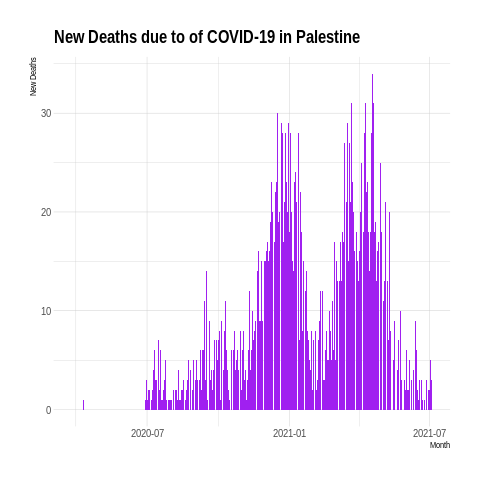 New Deaths due to of COVID-19 in Palestine
New Deaths
30
20
10
0
2020-07
2021-01
2021-07
Month